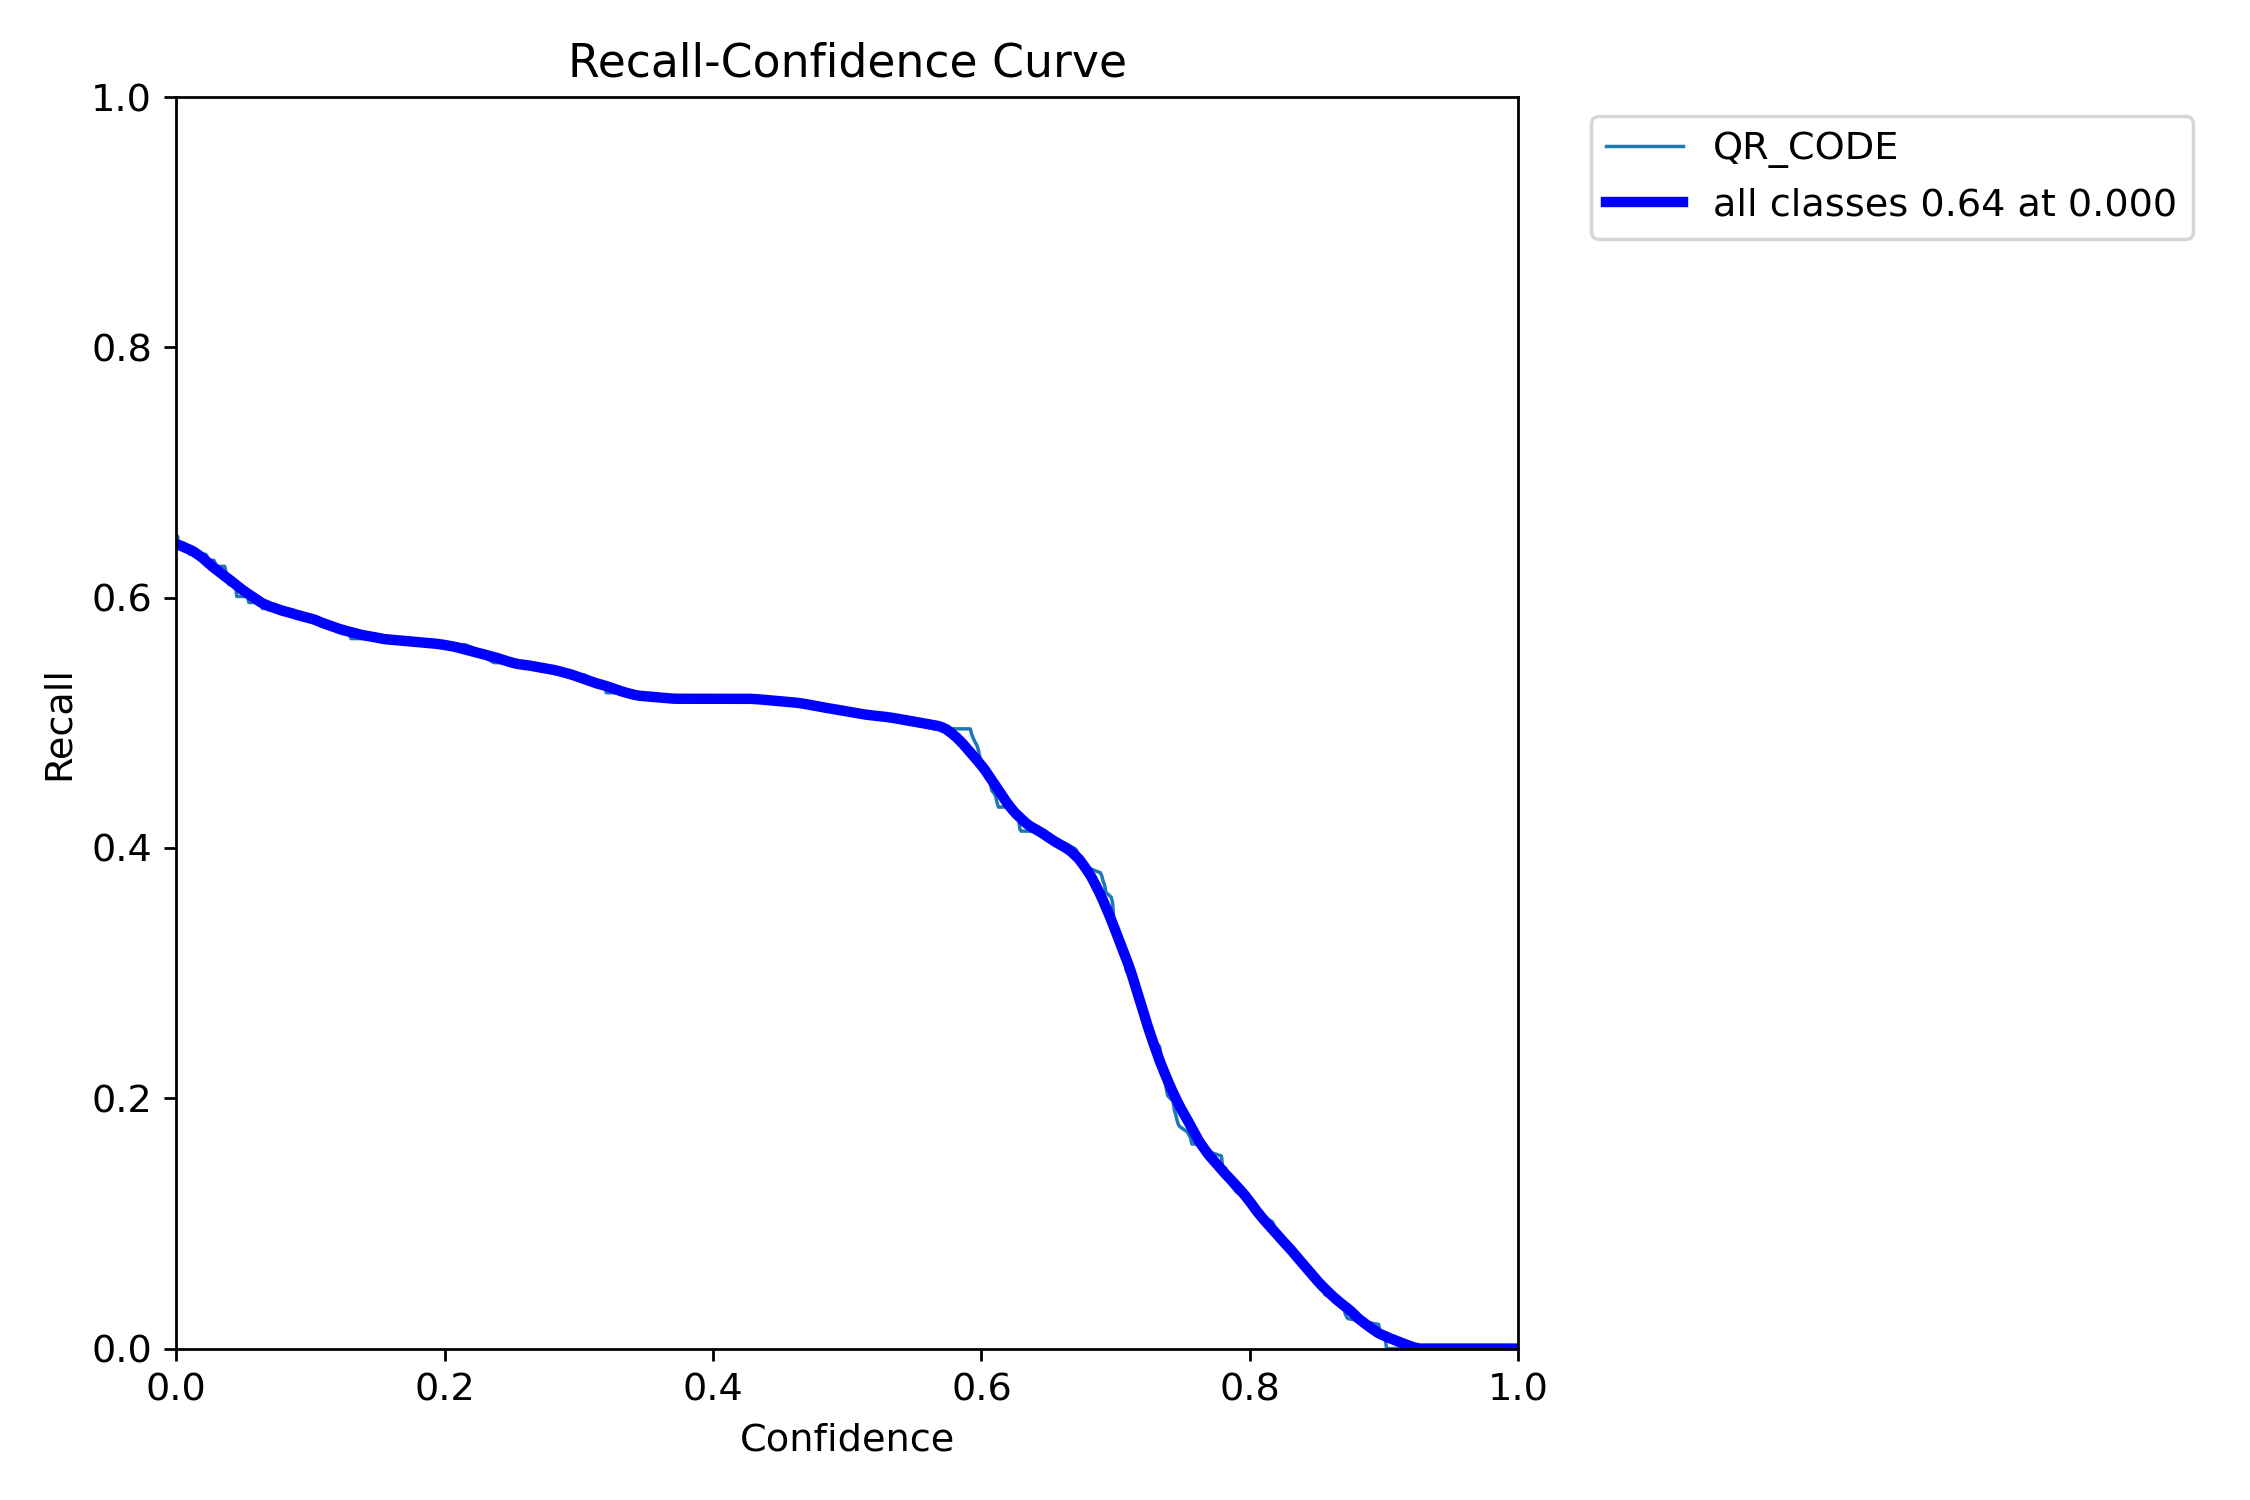 Recall-Confidence Curve
1.0
0.8
0.6
0.4
0.2
0.0
Recall
0.0 0.2 0.4 0.6 0.8 1.0
Confidence
QR_CODE
all classes 0.64 at 0.000